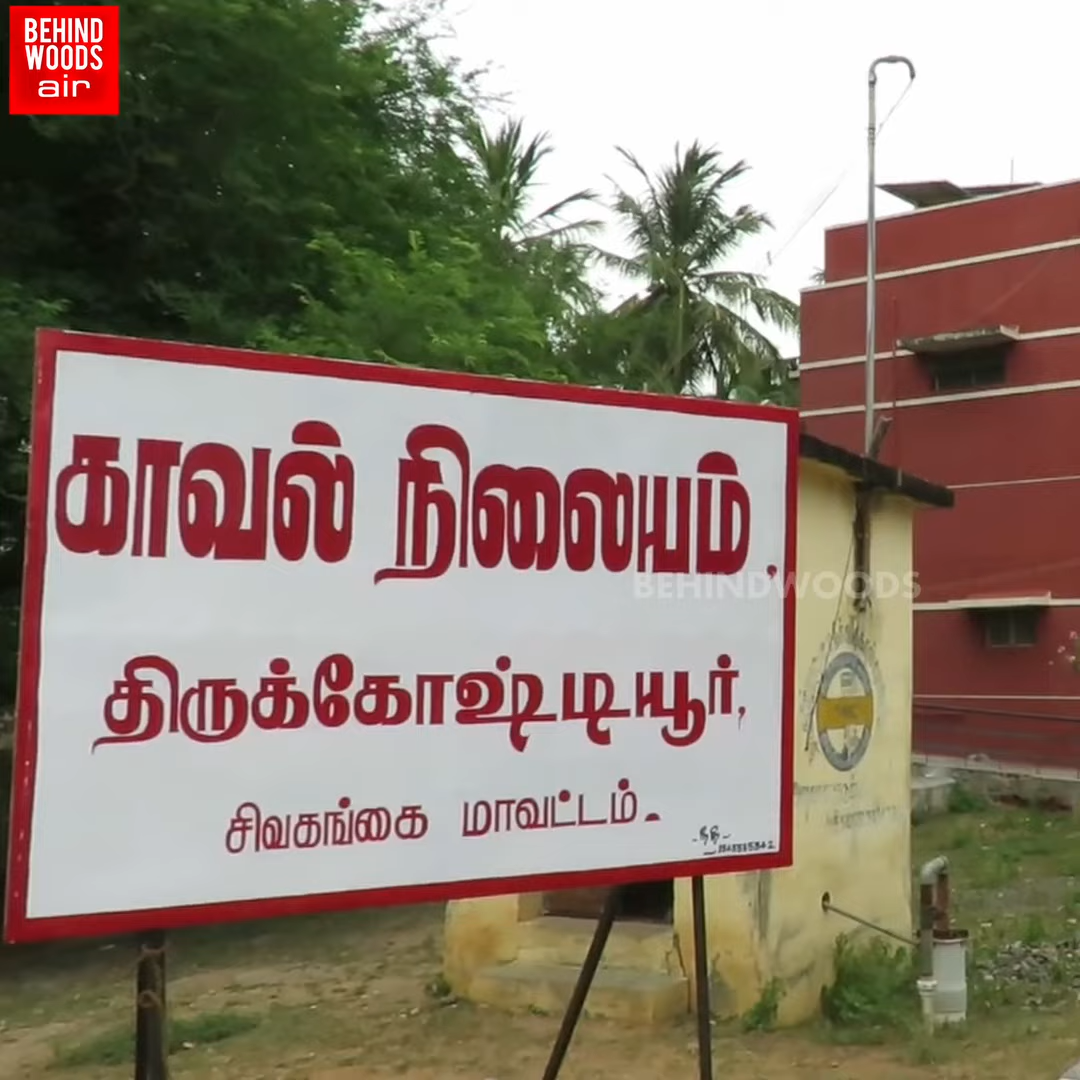 BEHIND
WOODS
air
காவல் நிலையம்,
BEHINDWOODS
திருக்கோஷ்டியூர்,
சிவகங்கை மாவட்டம்.